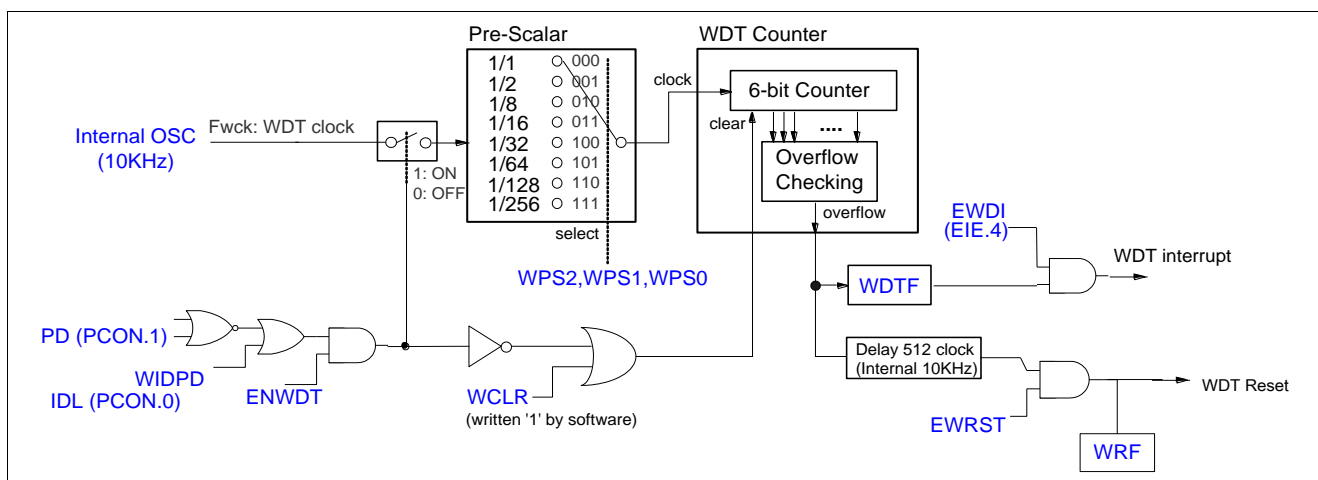 Pre-Scalar
WDT Counter
1/1 000
1/2 001
1/8 010
1/16 011
1/32 100
1/64 101
1/128 110
1/256 111
clock
6-bit Counter
clear
....
Overflow
Checking
overflow
Internal OSC
(10KHz)
Fwck: WDT clock
1: ON
0: OFF
select
WPS2,WPS1,WPS0
EWDI
(EIE.4)
WDT interrupt
WDTF
PD (PCON.1)
WIDPD
IDL (PCON.0)
ENWDT
WCLR
(written '1' by software)
Delay 512 clock
(Internal 10KHz)
EWRST
WDT Reset
WRF